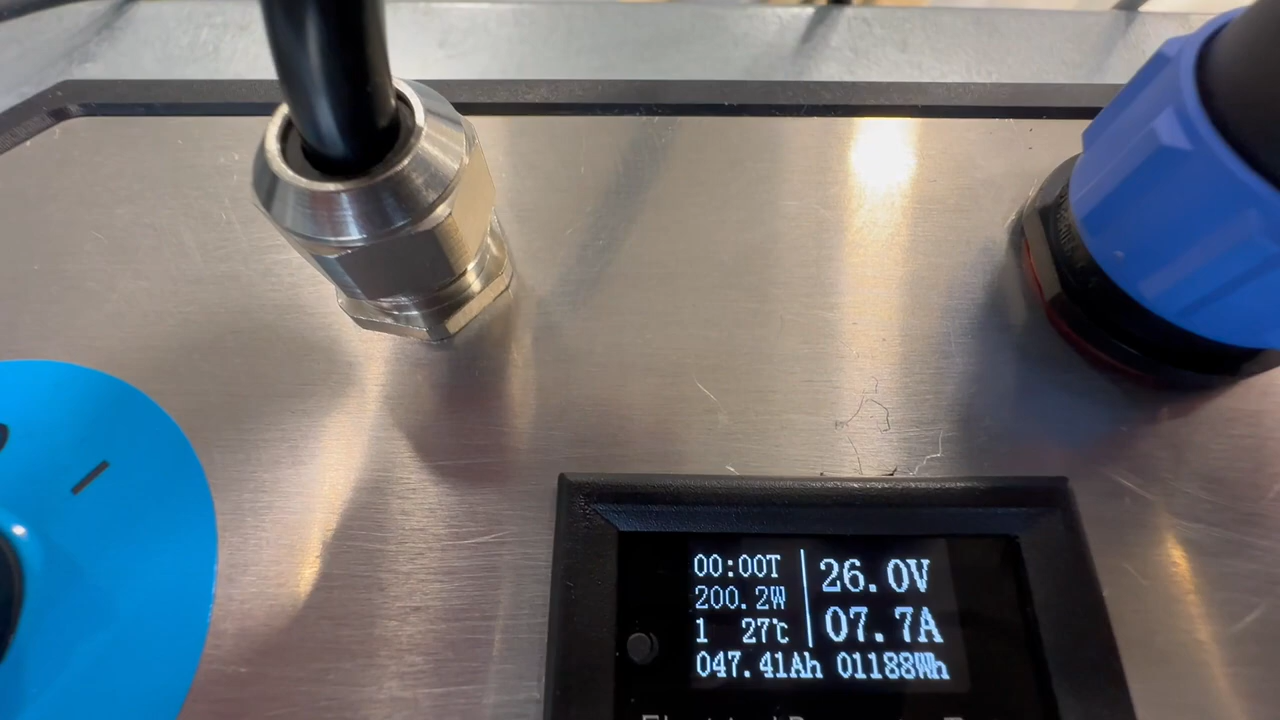 00:00T
200.2W
1 27℃
047.41Ah 01188Wh
26.0V
07.7A